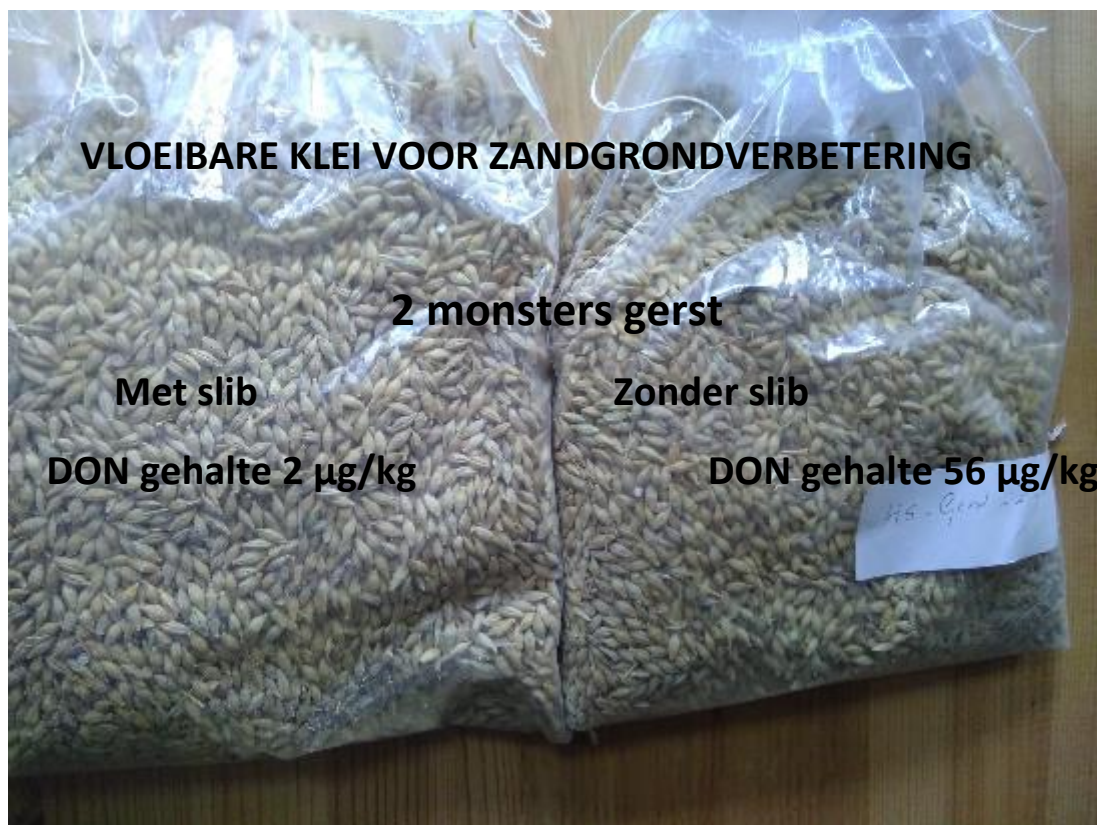 VLOEIBARE KLEI VOOR ZANDGRONDVERBETERING
2 monsters gerst
Met slib
Zonder slib
DON gehalte 2 µg/kg
DON gehalte 56 µg/kg